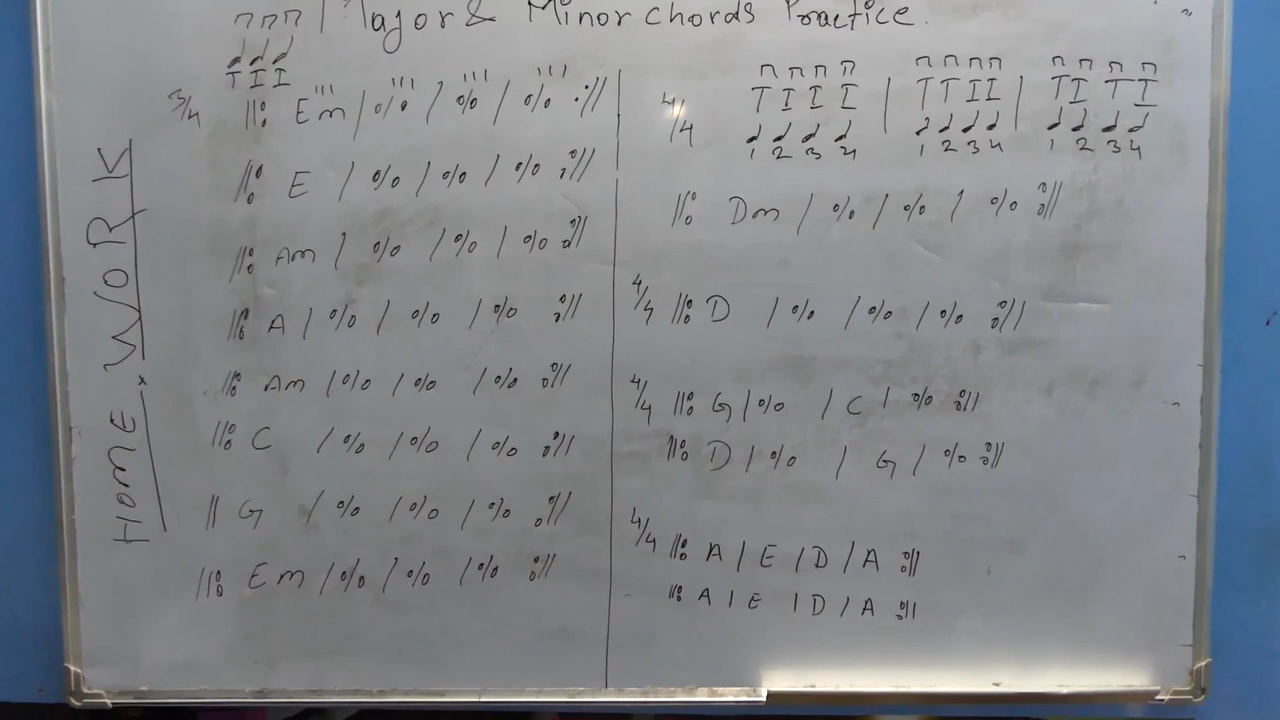 Major & Minor chords Practice.
T I I
3/4 ||: Em / % / % / % :||
||: E / % / % / % :||
||: Am / % / % / % :||
||: A / % / % / % :||
||: Am / % / % / % :||
||: C / % / % / % :||
|| G / % / % / % :||
||: Em / % / % / % :||
HOME WORK
4/4 T I I I | T T I I | T I T I
1 2 3 4 1 2 3 4 1 2 3 4
||: Dm / % / % / % :||
4/4 ||: D / % / % / % :||
4/4 ||: G / % / C / % :||
||: D / % / G / % :||
4/4 ||: A / E / D / A :||
||: A / E / D / A :||